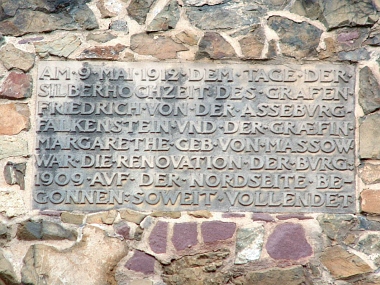 AM·9·MAI·1912·DEM·TAGE·DER
SILBERHOCHZEIT·DES·GRAFEN
FRIEDRICH·VON·DER·ASSEBURG
FALKENSTEIN·VND·DER·GRÆFIN
MARGARETHE·GEB·VON·MASSOW
WAR·DIE·RENOVATION·DER·BVRG
1909·AVF·DER·NORDSEITE·BE-
GONNEN·SOWEIT·VOLLENDET